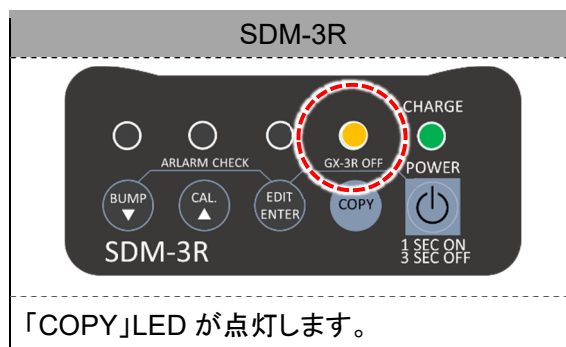 SDM-3R
CHARGE
ARLARM CHECK
GX-3R OFF
POWER
BUMP
▼
CAL.
▲
EDIT
ENTER
COPY
SDM-3R
1 SEC ON
3 SEC OFF
「COPY」LED が点灯します。